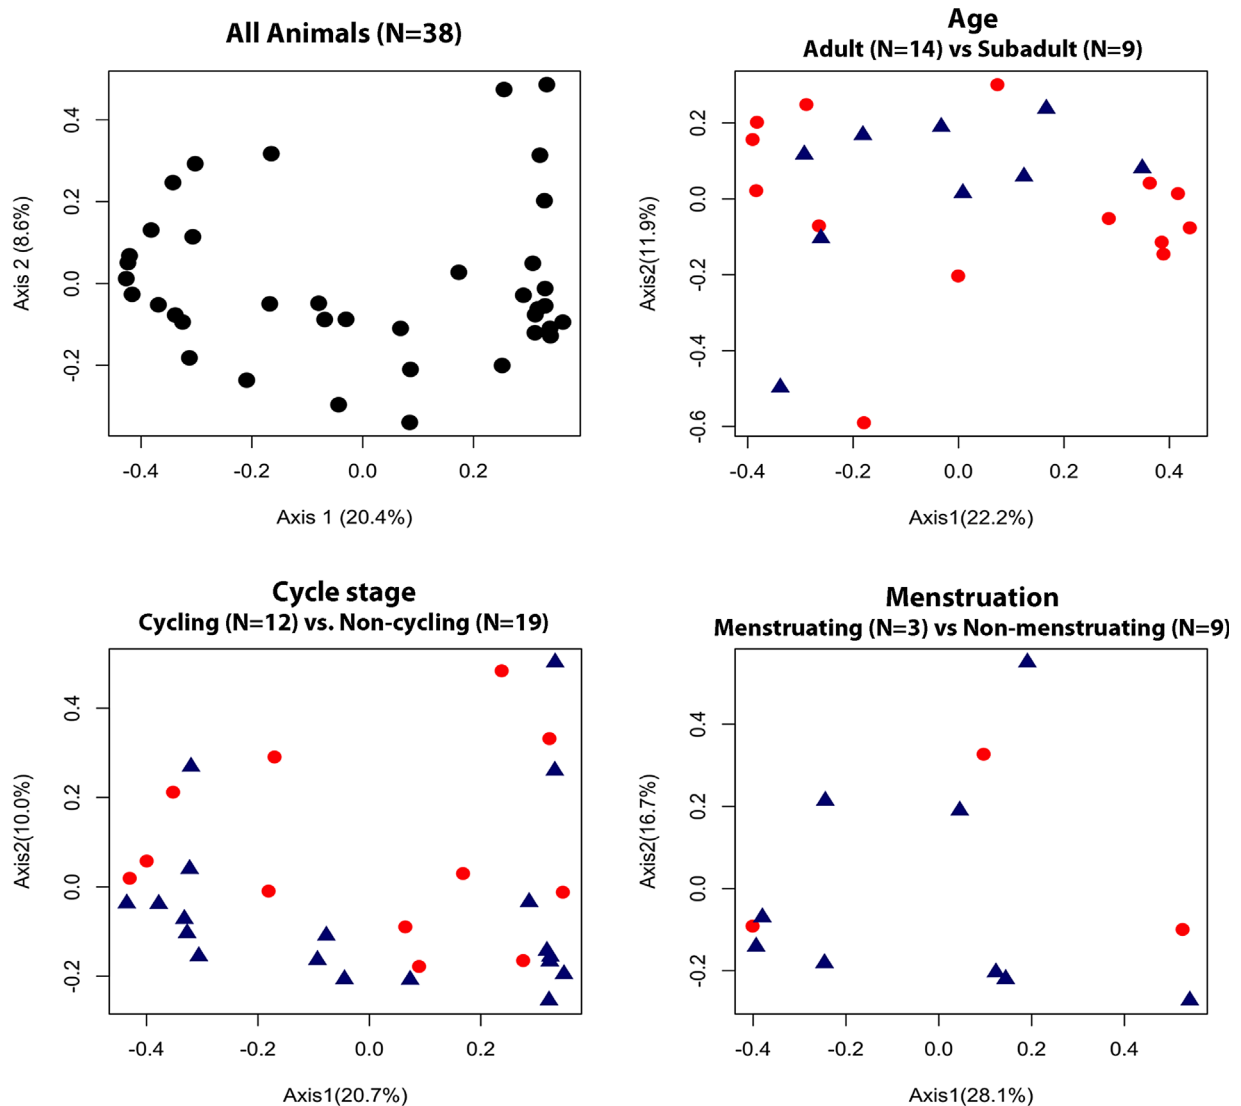 All Animals (N=38)
0.4
0.2
0.0
-0.2
Axis 2 (8.6%)
-0.4
-0.2
0.0
0.2
Axis 1 (20.4%)
Age
Adult (N=14) vs Subadult (N=9)
0.2
0.0
-0.2
-0.4
-0.6
Axis2(11.9%)
-0.4
-0.2
0.0
0.2
0.4
Axis1(22.2%)
Cycle stage
Cycling (N=12) vs. Non-cycling (N=19)
0.4
0.2
0.0
-0.2
Axis2(10.0%)
-0.4
-0.2
0.0
0.2
Axis1(20.7%)
Menstruation
Menstruating (N=3) vs Non-menstruating (N=9)
0.4
0.2
0.0
-0.2
Axis2(16.7%)
-0.4
-0.2
0.0
0.2
0.4
Axis1(28.1%)